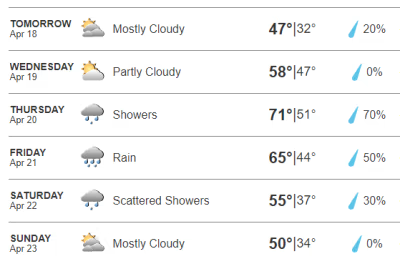 TOMORROW
Apr 18
Mostly Cloudy 47°|32° 20%
WEDNESDAY
Apr 19
Partly Cloudy 58°|47° 0%
THURSDAY
Apr 20
Showers 71°|51° 70%
FRIDAY
Apr 21
Rain 65°|44° 50%
SATURDAY
Apr 22
Scattered Showers 55°|37° 30%
SUNDAY
Apr 23
Mostly Cloudy 50°|34° 0%